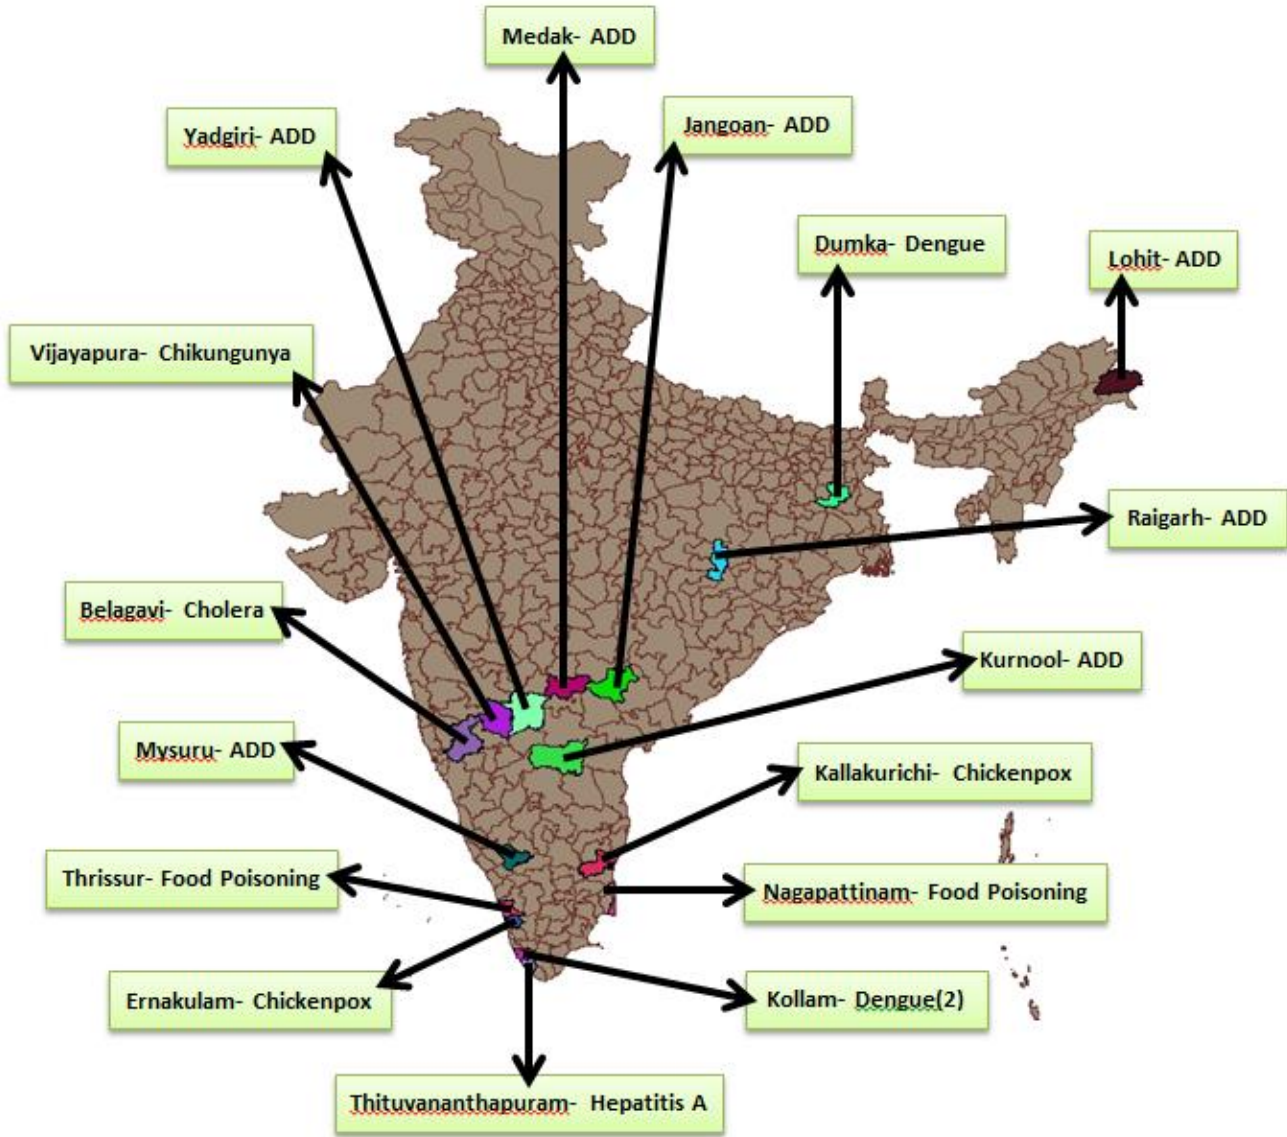 Medak- ADD
Yadgiri- ADD
Jangoan- ADD
Dumka- Dengue
Lohit- ADD
Vijayapura- Chikungunya
Raigarh- ADD
Belagavi- Cholera
Kurnool- ADD
Mysuru- ADD
Kallakurichi- Chickenpox
Thrissur- Food Poisoning
Nagapattinam- Food Poisoning
Ernakulam- Chickenpox
Kollam- Dengue(2)
Thituvananthapuram- Hepatitis A